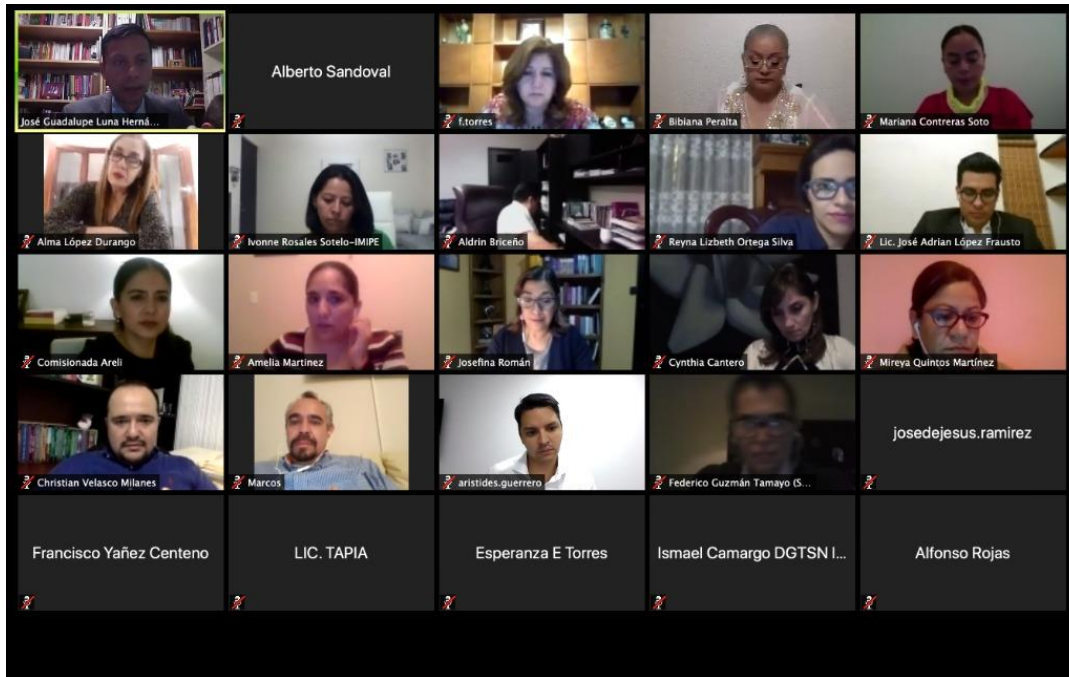 José Guadalupe Luna Herná...
Alberto Sandoval
f.torres
Bibiana Peralta
Mariana Contreras Soto
Alma López Durango
Ivonne Rosales Sotelo-IMIPE
Aldrin Briceño
Reyna Lizbeth Ortega Silva
Lic. José Adrian López Frausto
Comisionada Areli
Amelia Martinez
Josefina Román
Cynthia Cantero
Mireya Quintos Martínez
Christian Velasco Milanes
Marcos
aristides.guerrero
Federico Guzmán Tamayo (S...
josedejesus.ramirez
Francisco Yañez Centeno
LIC. TAPIA
Esperanza E Torres
Ismael Camargo DGTSN I...
Alfonso Rojas